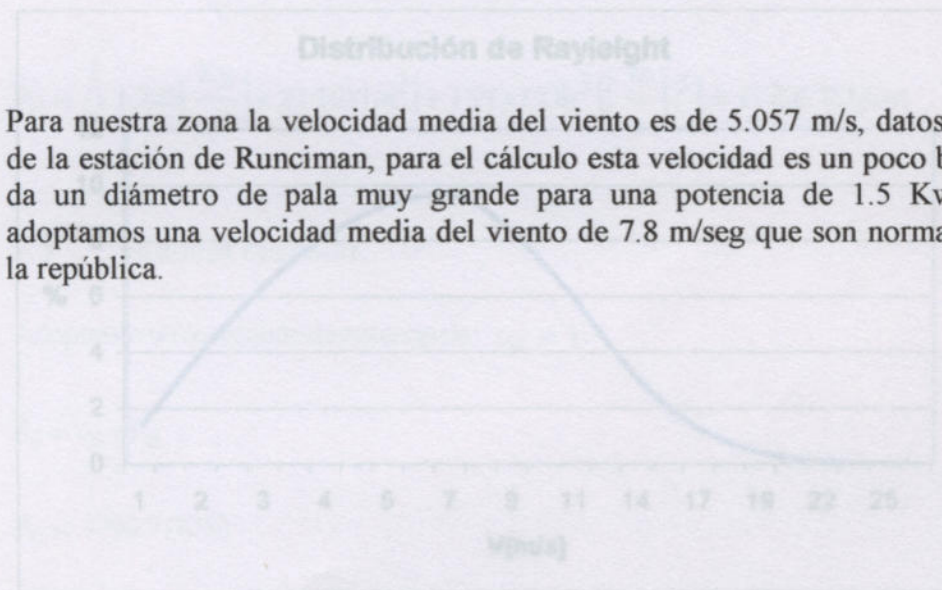 Distribución de Rayleight
Para nuestra zona la velocidad media del viento es de 5.057 m/s, datos
de la estación de Runciman, para el cálculo esta velocidad es un poco b
da un diámetro de pala muy grande para una potencia de 1.5 Kv
adoptamos una velocidad media del viento de 7.8 m/seg que son norma
la república.
10
% 6
4
2
0
1 2 3 4 5 7 9 11 14 17 19 22 25
V(m/s)